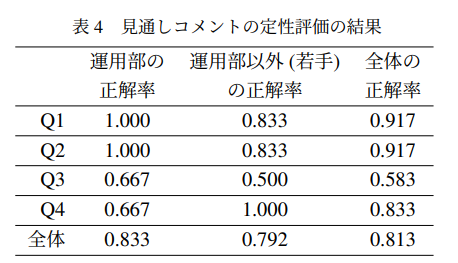 表 4　見通しコメントの定性評価の結果
運用部の　運用部以外 (若手)　全体の
正解率　の正解率　正解率
Q1　1.000　0.833　0.917
Q2　1.000　0.833　0.917
Q3　0.667　0.500　0.583
Q4　0.667　1.000　0.833
全体　0.833　0.792　0.813